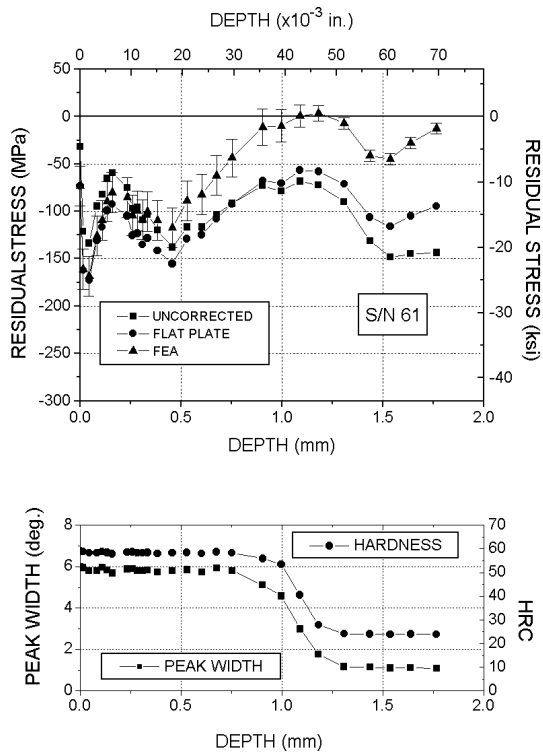 DEPTH (x10⁻³ in.)
0 10 20 30 40 50 60 70
50
0
-50
-100
-150
-200
-250
-300
RESIDUALSTRESS (MPa)
0
-10
-20
-30
-40
RESIDUAL STRESS (ksi)
UNCORRECTED
FLAT PLATE
FEA
S/N 61
0.0 0.5 1.0 1.5 2.0
DEPTH (mm)
8
6
4
2
0
PEAK WIDTH (deg.)
70
60
50
40
30
20
10
0
HRC
HARDNESS
PEAK WIDTH
0.0 0.5 1.0 1.5 2.0
DEPTH (mm)